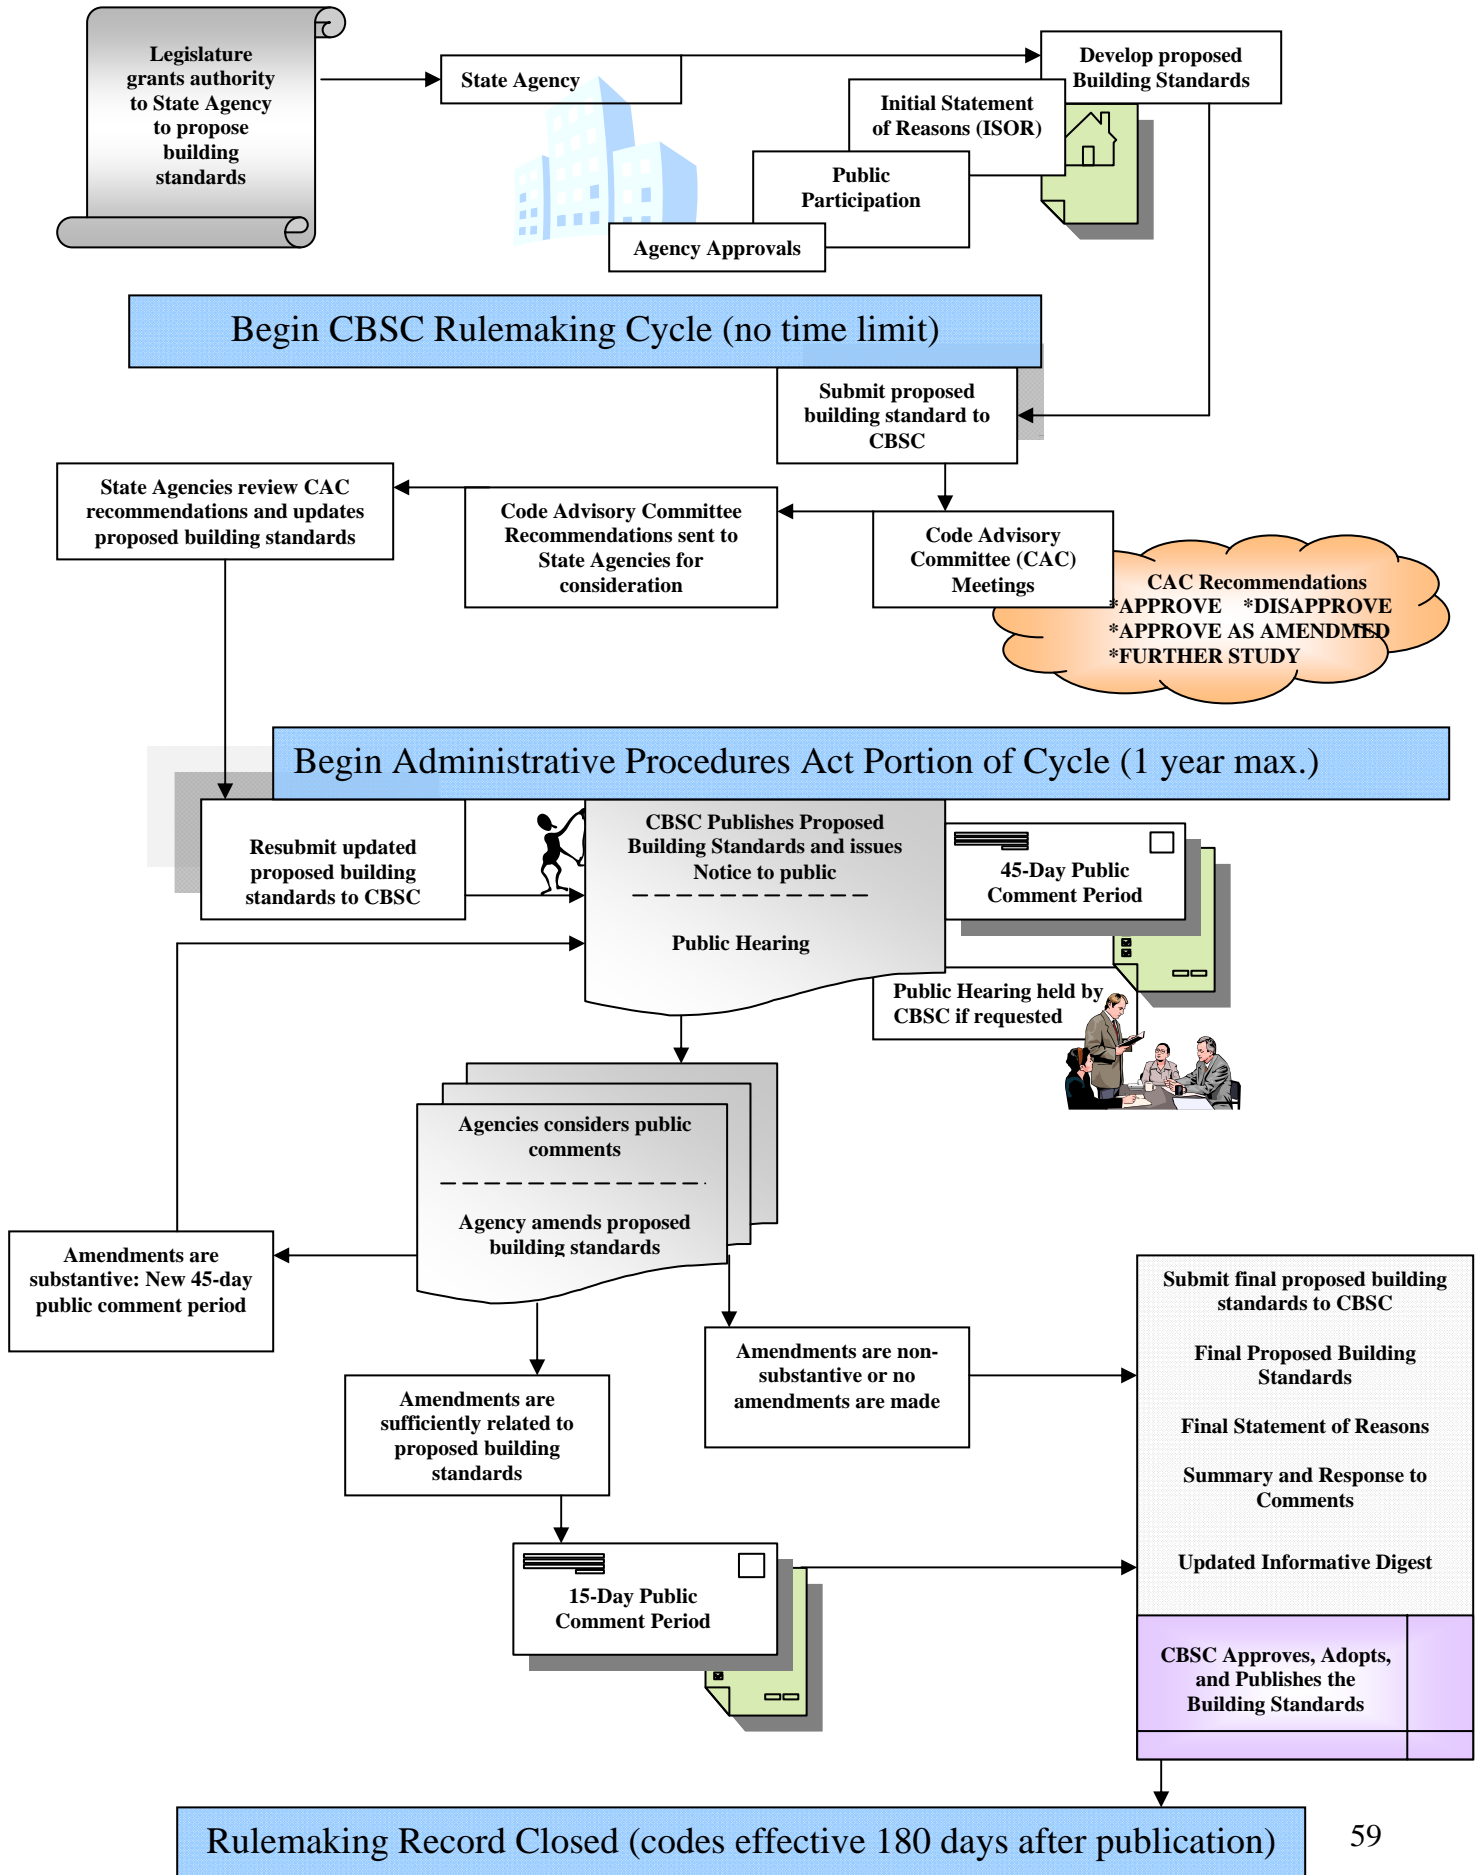 Legislature
grants authority
to State Agency
to propose
building
standards
State Agency
Develop proposed
Building Standards
Initial Statement
of Reasons (ISOR)
Public
Participation
Agency Approvals
Begin CBSC Rulemaking Cycle (no time limit)
Submit proposed
building standard to
CBSC
State Agencies review CAC
recommendations and updates
proposed building standards
Code Advisory Committee
Recommendations sent to
State Agencies for
consideration
Code Advisory
Committee (CAC)
Meetings
CAC Recommendations
*APPROVE *DISAPPROVE
*APPROVE AS AMENDMED
*FURTHER STUDY
Begin Administrative Procedures Act Portion of Cycle (1 year max.)
Resubmit updated
proposed building
standards to CBSC
CBSC Publishes Proposed
Building Standards and issues
Notice to public
Public Hearing
45-Day Public
Comment Period
Public Hearing held by
CBSC if requested
Agencies considers public
comments
Agency amends proposed
building standards
Amendments are
substantive: New 45-day
public comment period
Amendments are non-
substantive or no
amendments are made
Amendments are
sufficiently related to
proposed building
standards
15-Day Public
Comment Period
Submit final proposed building
standards to CBSC
Final Proposed Building
Standards
Final Statement of Reasons
Summary and Response to
Comments
Updated Informative Digest
CBSC Approves, Adopts,
and Publishes the
Building Standards
Rulemaking Record Closed (codes effective 180 days after publication)
59